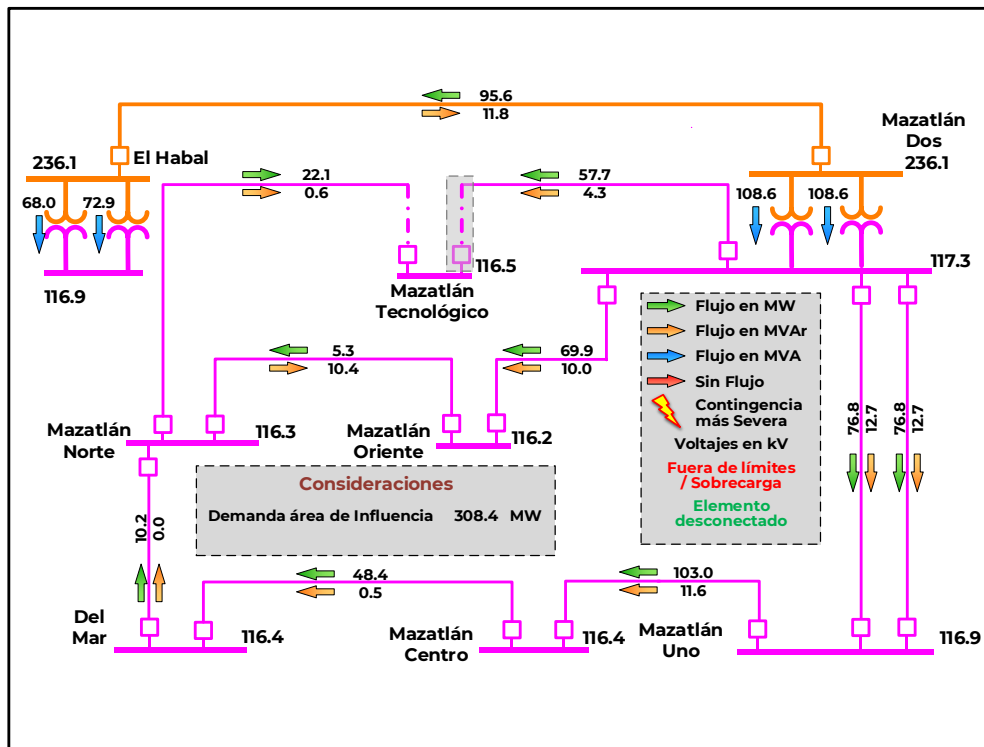 95.6
11.8
Mazatlán
Dos
236.1
El Habal
236.1
22.1
0.6
57.7
4.3
108.6
108.6
68.0
72.9
116.9
116.5
117.3
Mazatlán
Tecnológico
Flujo en MW
Flujo en MVAr
Flujo en MVA
Sin Flujo
Contingencia
más Severa
Voltajes en kV
Fuera de límites
/ Sobrecarga
Elemento
desconectado
5.3
10.4
69.9
10.0
76.8
12.7
76.8
12.7
Mazatlán
Norte
116.3
Mazatlán
Oriente
116.2
Consideraciones
Demanda área de Influencia 308.4 MW
10.2
0.0
48.4
0.5
103.0
11.6
Del
Mar
116.4
Mazatlán
Centro
116.4
Mazatlán
Uno
116.9